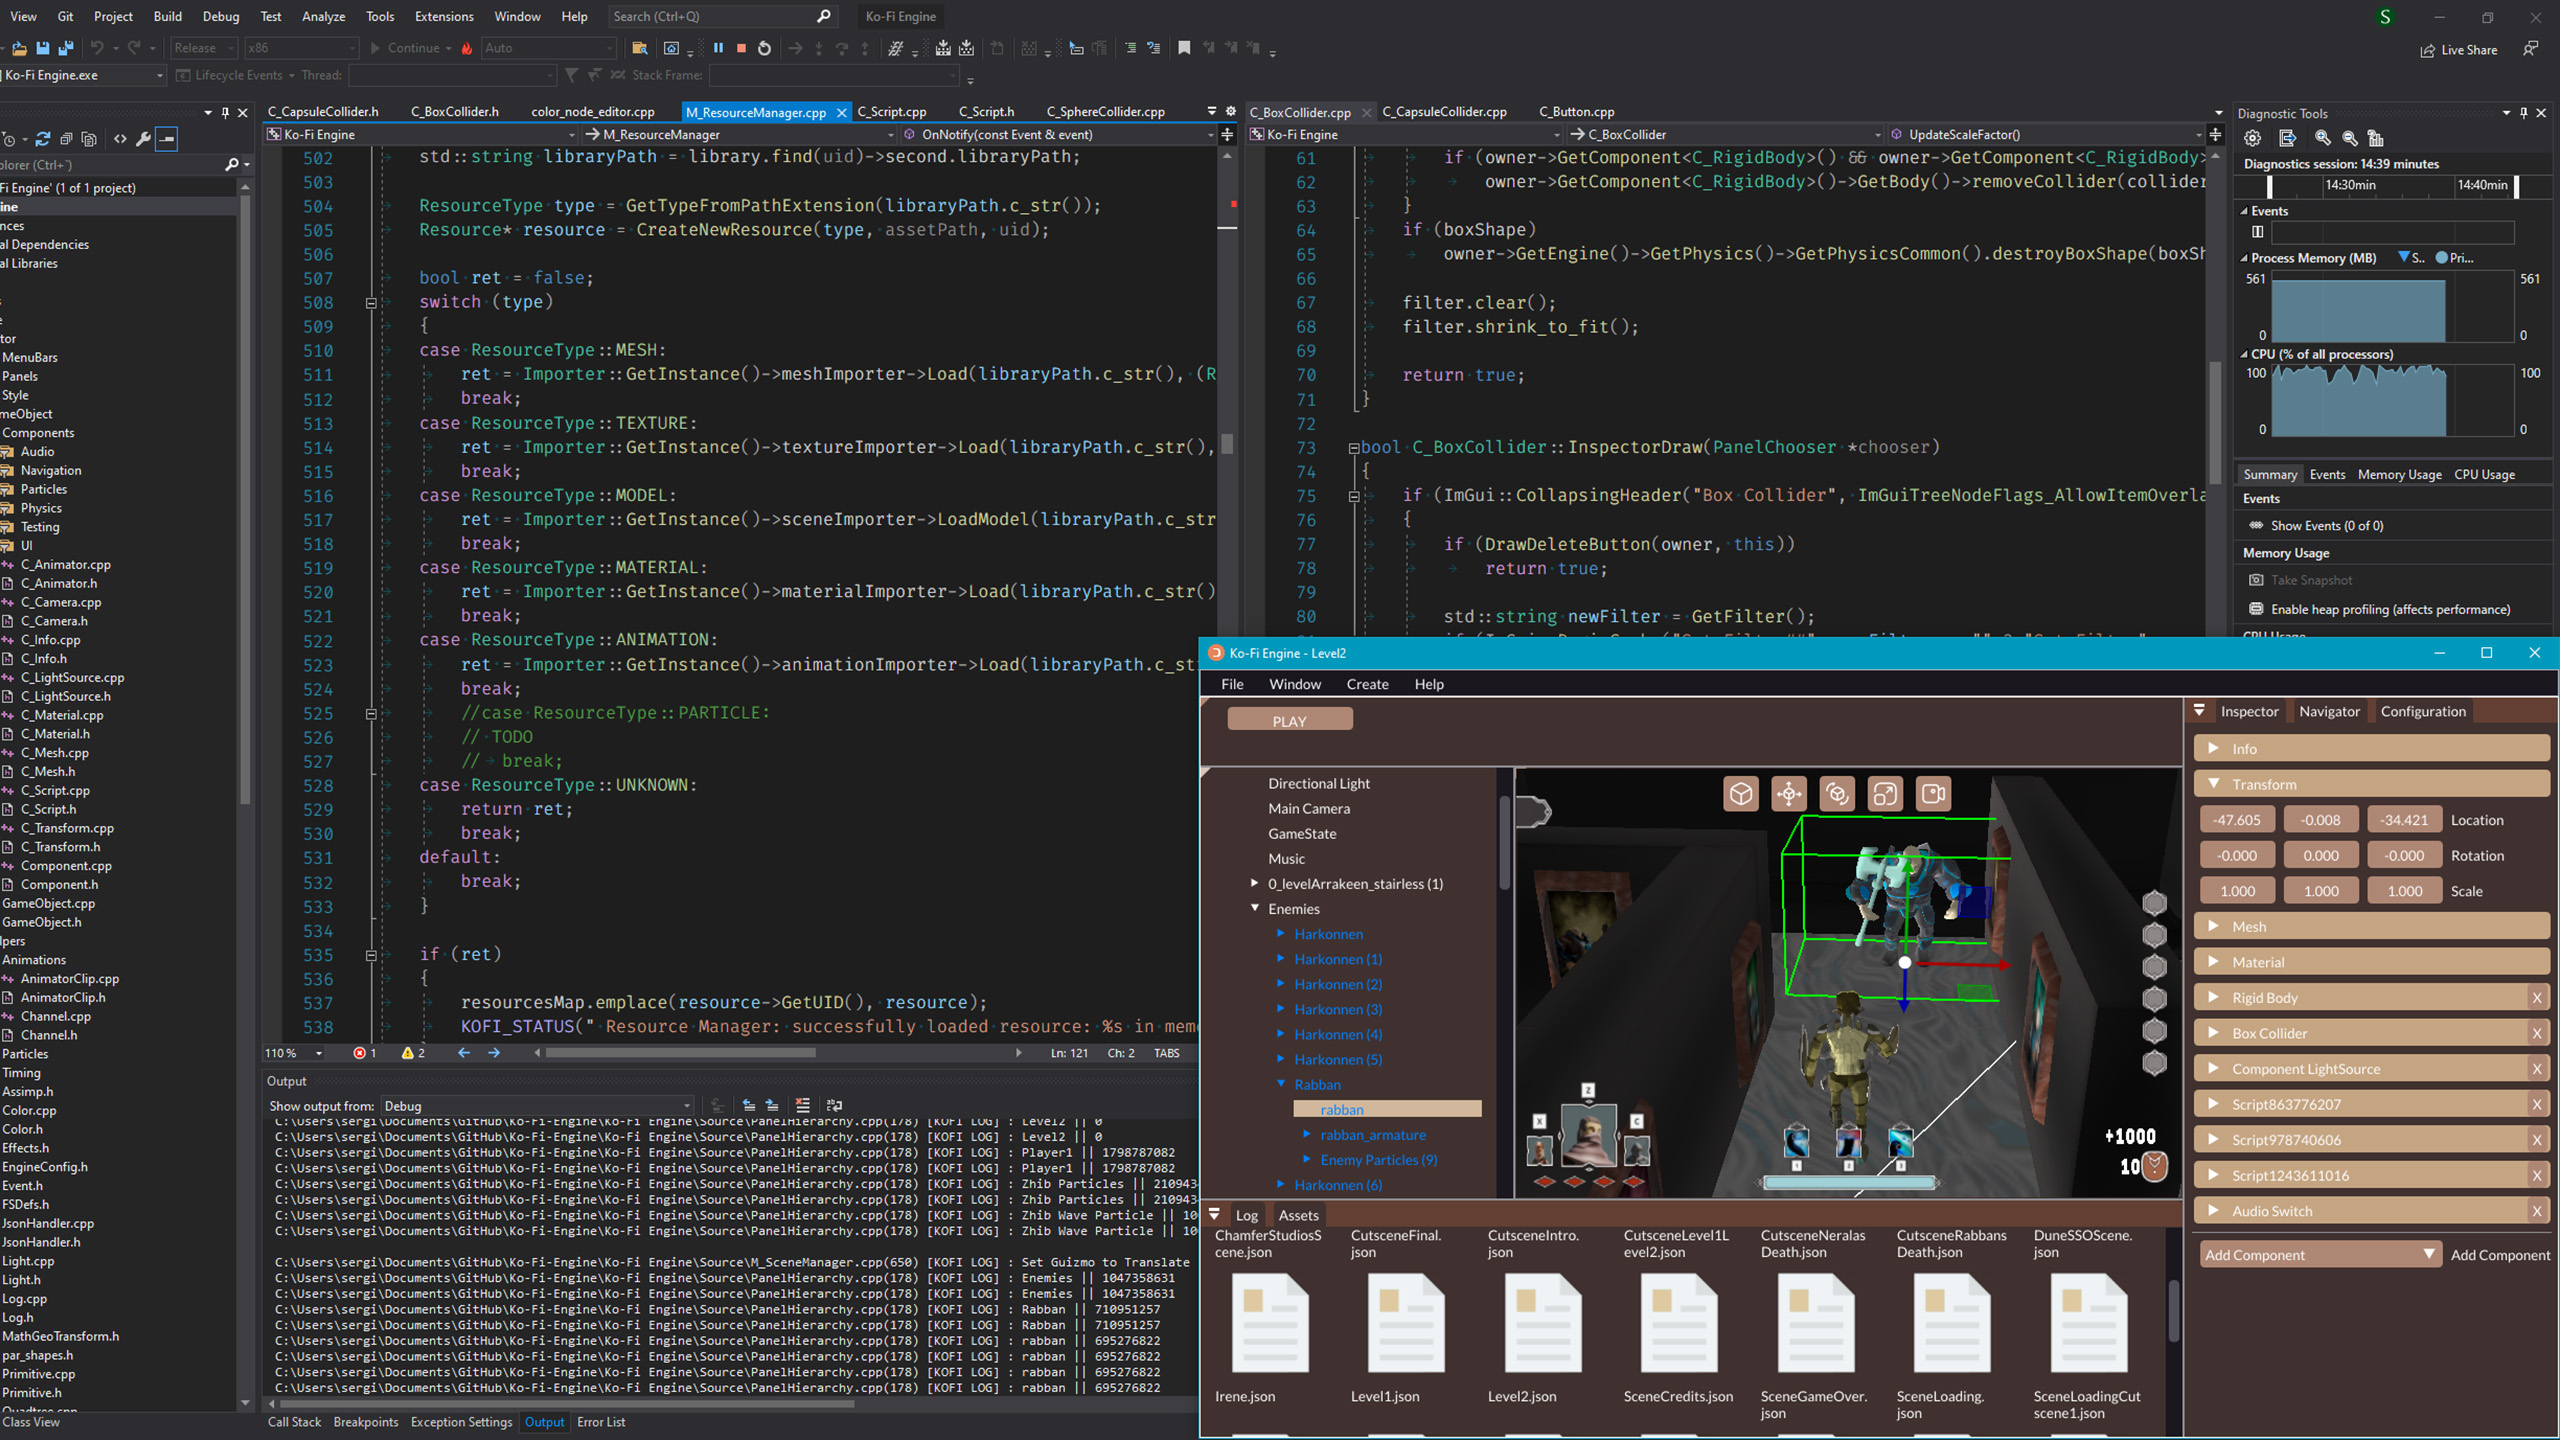 View Git Project Build Debug Test Analyze Tools Extensions Window Help Search (Ctrl+Q) Ko-Fi Engine S
Release x86 Continue Auto
Live Share
Ko-Fi Engine.exe Lifecycle Events Thread: Stack Frame:
plorer (Ctrl+¨)
Fi Engine' (1 of 1 project)
ine
nces
al Dependencies
al Libraries
tor
MenuBars
Panels
Style
meObject
Components
Audio
Navigation
Particles
Physics
Testing
UI
C_Animator.cpp
C_Animator.h
C_Camera.cpp
C_Camera.h
C_Info.cpp
C_Info.h
C_LightSource.cpp
C_LightSource.h
C_Material.cpp
C_Material.h
C_Mesh.cpp
C_Mesh.h
C_Script.cpp
C_Script.h
C_Transform.cpp
C_Transform.h
Component.cpp
Component.h
GameObject.cpp
GameObject.h
lpers
Animations
AnimatorClip.cpp
AnimatorClip.h
Channel.cpp
Channel.h
Particles
Timing
Assimp.h
Color.cpp
Color.h
Effects.h
EngineConfig.h
Event.h
FSDefs.h
JsonHandler.cpp
JsonHandler.h
Light.cpp
Light.h
Log.cpp
Log.h
MathGeoTransform.h
par_shapes.h
Primitive.cpp
Primitive.h
Quadtree.cpp
Class View
C_CapsuleCollider.h C_BoxCollider.h color_node_editor.cpp M_ResourceManager.cpp C_Script.cpp C_Script.h C_SphereCollider.cpp
Ko-Fi Engine M_ResourceManager OnNotify(const Event & event)
502 std::string libraryPath = library.find(uid)->second.libraryPath;
503
504 ResourceType type = GetTypeFromPathExtension(libraryPath.c_str());
505 Resource* resource = CreateNewResource(type, assetPath, uid);
506
507 bool ret = false;
508 switch (type)
509 {
510 case ResourceType::MESH:
511 ret = Importer::GetInstance()->meshImporter->Load(libraryPath.c_str(), (R
512 break;
513 case ResourceType::TEXTURE:
514 ret = Importer::GetInstance()->textureImporter->Load(libraryPath.c_str(),
515 break;
516 case ResourceType::MODEL:
517 ret = Importer::GetInstance()->sceneImporter->LoadModel(libraryPath.c_str
518 break;
519 case ResourceType::MATERIAL:
520 ret = Importer::GetInstance()->materialImporter->Load(libraryPath.c_str()
521 break;
522 case ResourceType::ANIMATION:
523 ret = Importer::GetInstance()->animationImporter->Load(libraryPath.c_st
524 break;
525 //case ResourceType::PARTICLE:
526 // TODO
527 // break;
528 case ResourceType::UNKNOWN:
529 return ret;
530 break;
531 default:
532 break;
533 }
534
535 if (ret)
536 {
537 resourcesMap.emplace(resource->GetUID(), resource);
538 KOFI_STATUS(" Resource Manager: successfully loaded resource: %s in mem
110 % 1 2 Ln: 121 Ch: 2 TABS
C_BoxCollider.cpp C_CapsuleCollider.cpp C_Button.cpp
Ko-Fi Engine C_BoxCollider UpdateScaleFactor()
61 if (owner->GetComponent<C_RigidBody>() && owner->GetComponent<C_RigidBody>
62 owner->GetComponent<C_RigidBody>()->GetBody()->removeCollider(collider
63 }
64 if (boxShape)
65 owner->GetEngine()->GetPhysics()->GetPhysicsCommon().destroyBoxShape(boxSh
66
67 filter.clear();
68 filter.shrink_to_fit();
69
70 return true;
71 }
72
73 bool C_BoxCollider::InspectorDraw(PanelChooser *chooser)
74 {
75 if (ImGui::CollapsingHeader("Box Collider", ImGuiTreeNodeFlags_AllowItemOverla
76 {
77 if (DrawDeleteButton(owner, this))
78 return true;
79
80 std::string newFilter = GetFilter();
Diagnostic Tools
Diagnostics session: 14:39 minutes
14:30min 14:40min
Events
Process Memory (MB) S.. Pri...
561 561
0 0
CPU (% of all processors)
100 100
0 0
Summary Events Memory Usage CPU Usage
Events
Show Events (0 of 0)
Memory Usage
Take Snapshot
Enable heap profiling (affects performance)
CPU Usage
Output
Show output from: Debug
C:\Users\sergi\Documents\GitHub\Ko-Fi-Engine\Ko-Fi Engine\Source\PanelHierarchy.cpp(178) [KOFI LOG] : Level2 || 0
C:\Users\sergi\Documents\GitHub\Ko-Fi-Engine\Ko-Fi Engine\Source\PanelHierarchy.cpp(178) [KOFI LOG] : Level2 || 0
C:\Users\sergi\Documents\GitHub\Ko-Fi-Engine\Ko-Fi Engine\Source\PanelHierarchy.cpp(178) [KOFI LOG] : Player1 || 1798787082
C:\Users\sergi\Documents\GitHub\Ko-Fi-Engine\Ko-Fi Engine\Source\PanelHierarchy.cpp(178) [KOFI LOG] : Player1 || 1798787082
C:\Users\sergi\Documents\GitHub\Ko-Fi-Engine\Ko-Fi Engine\Source\PanelHierarchy.cpp(178) [KOFI LOG] : Zhib Particles || 210943
C:\Users\sergi\Documents\GitHub\Ko-Fi-Engine\Ko-Fi Engine\Source\PanelHierarchy.cpp(178) [KOFI LOG] : Zhib Particles || 210943
C:\Users\sergi\Documents\GitHub\Ko-Fi-Engine\Ko-Fi Engine\Source\PanelHierarchy.cpp(178) [KOFI LOG] : Zhib Wave Particle || 10
C:\Users\sergi\Documents\GitHub\Ko-Fi-Engine\Ko-Fi Engine\Source\PanelHierarchy.cpp(178) [KOFI LOG] : Zhib Wave Particle || 10
C:\Users\sergi\Documents\GitHub\Ko-Fi-Engine\Ko-Fi Engine\Source\M_SceneManager.cpp(650) [KOFI LOG] : Set Guizmo to Translate
C:\Users\sergi\Documents\GitHub\Ko-Fi-Engine\Ko-Fi Engine\Source\PanelHierarchy.cpp(178) [KOFI LOG] : Enemies || 1047358631
C:\Users\sergi\Documents\GitHub\Ko-Fi-Engine\Ko-Fi Engine\Source\PanelHierarchy.cpp(178) [KOFI LOG] : Enemies || 1047358631
C:\Users\sergi\Documents\GitHub\Ko-Fi-Engine\Ko-Fi Engine\Source\PanelHierarchy.cpp(178) [KOFI LOG] : Rabban || 710951257
C:\Users\sergi\Documents\GitHub\Ko-Fi-Engine\Ko-Fi Engine\Source\PanelHierarchy.cpp(178) [KOFI LOG] : Rabban || 710951257
C:\Users\sergi\Documents\GitHub\Ko-Fi-Engine\Ko-Fi Engine\Source\PanelHierarchy.cpp(178) [KOFI LOG] : rabban || 695276822
C:\Users\sergi\Documents\GitHub\Ko-Fi-Engine\Ko-Fi Engine\Source\PanelHierarchy.cpp(178) [KOFI LOG] : rabban || 695276822
C:\Users\sergi\Documents\GitHub\Ko-Fi-Engine\Ko-Fi Engine\Source\PanelHierarchy.cpp(178) [KOFI LOG] : rabban || 695276822
C:\Users\sergi\Documents\GitHub\Ko-Fi-Engine\Ko-Fi Engine\Source\PanelHierarchy.cpp(178) [KOFI LOG] : rabban || 695276822
Call Stack Breakpoints Exception Settings Output Error List
Ko-Fi Engine - Level2
File Window Create Help
PLAY
Directional Light
Main Camera
GameState
Music
0_levelArrakeen_stairless (1)
Enemies
Harkonnen
Harkonnen (1)
Harkonnen (2)
Harkonnen (3)
Harkonnen (4)
Harkonnen (5)
Rabban
rabban
rabban_armature
Enemy Particles (9)
Harkonnen (6)
Z
X C
1 2 3
+1000
10
Inspector Navigator Configuration
Info
Transform
-47.605 -0.008 -34.421 Location
-0.000 0.000 -0.000 Rotation
1.000 1.000 1.000 Scale
Mesh
Material
Rigid Body X
Box Collider X
Component LightSource X
Script863776207 X
Script978740606 X
Script1243611016 X
Audio Switch X
Add Component Add Component
Log Assets
ChamferStudiosS CutsceneFinal. CutsceneIntro. CutsceneLevel1L CutsceneNeralas CutsceneRabbans DuneSSOScene.
cene.json json json evel2.json Death.json Death.json json
Irene.json Level1.json Level2.json SceneCredits.json SceneGameOver. SceneLoading. SceneLoadingCut
json json scene1.json